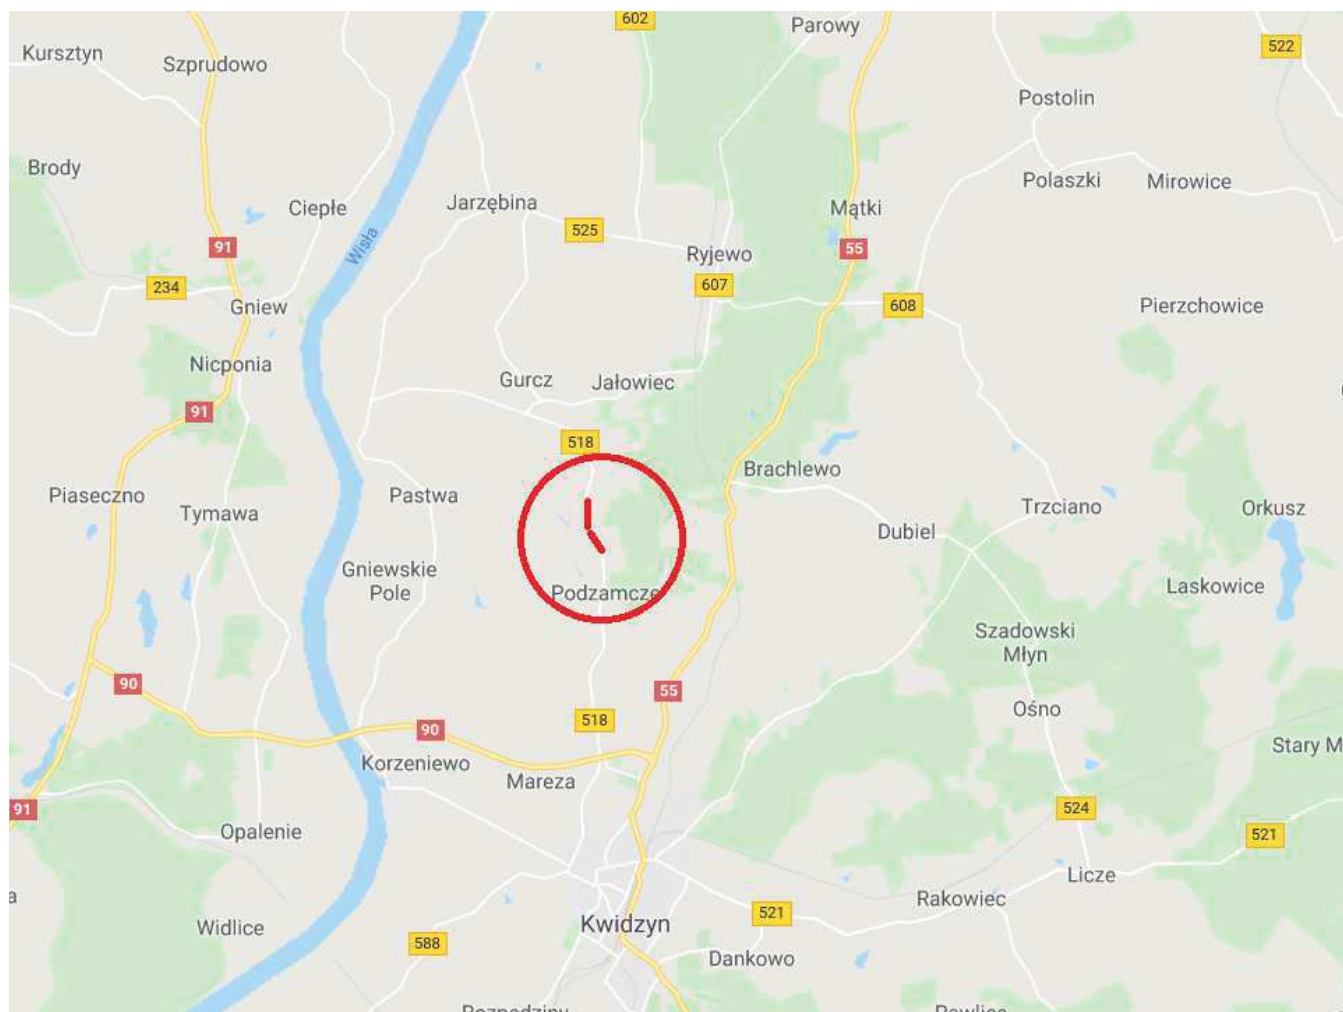 602
Parowy
522
Kursztyn
Szprudowo
Postolin
Brody
Polaszki
Mirowice
Ciepłe
Jarzębina
Mątki
525
91
Wisła
55
Ryjewo
234
607
Gniew
608
Pierzchowice
Nicponia
Gurcz
Jałowiec
91
518
Brachlewo
Piaseczno
Pastwa
Tymawa
Trzciano
Orkusz
Dubiel
Gniewskie
Pole
Podzamcze
Laskowice
Szadowski
Młyn
90
55
Ośno
518
90
Stary M
Korzeniewo
Mareza
91
524
Opalenie
521
Licze
a
Rakowiec
521
Widlice
Kwidzyn
588
Dankowo